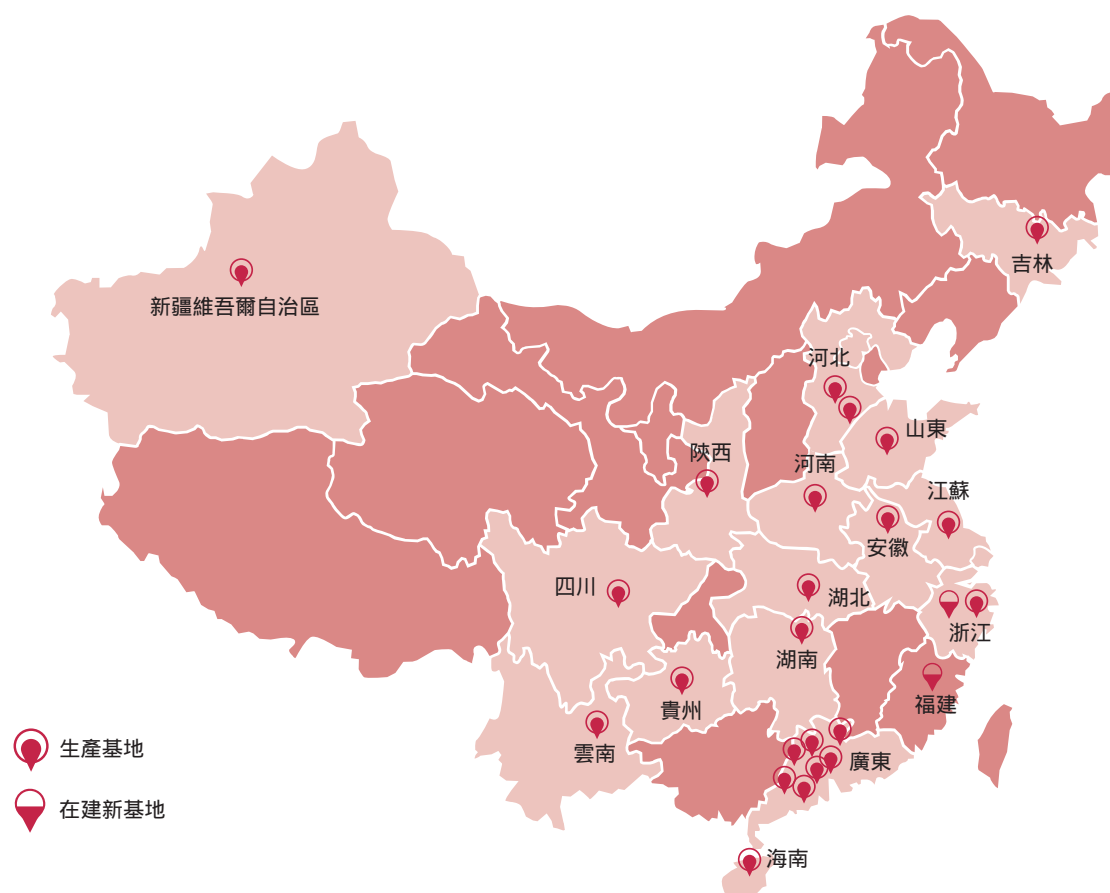 吉林
新疆維吾爾自治區
河北
山東
陝西
河南
江蘇
安徽
四川
湖北
浙江
湖南
福建
貴州
雲南
廣東
海南
生產基地
在建新基地